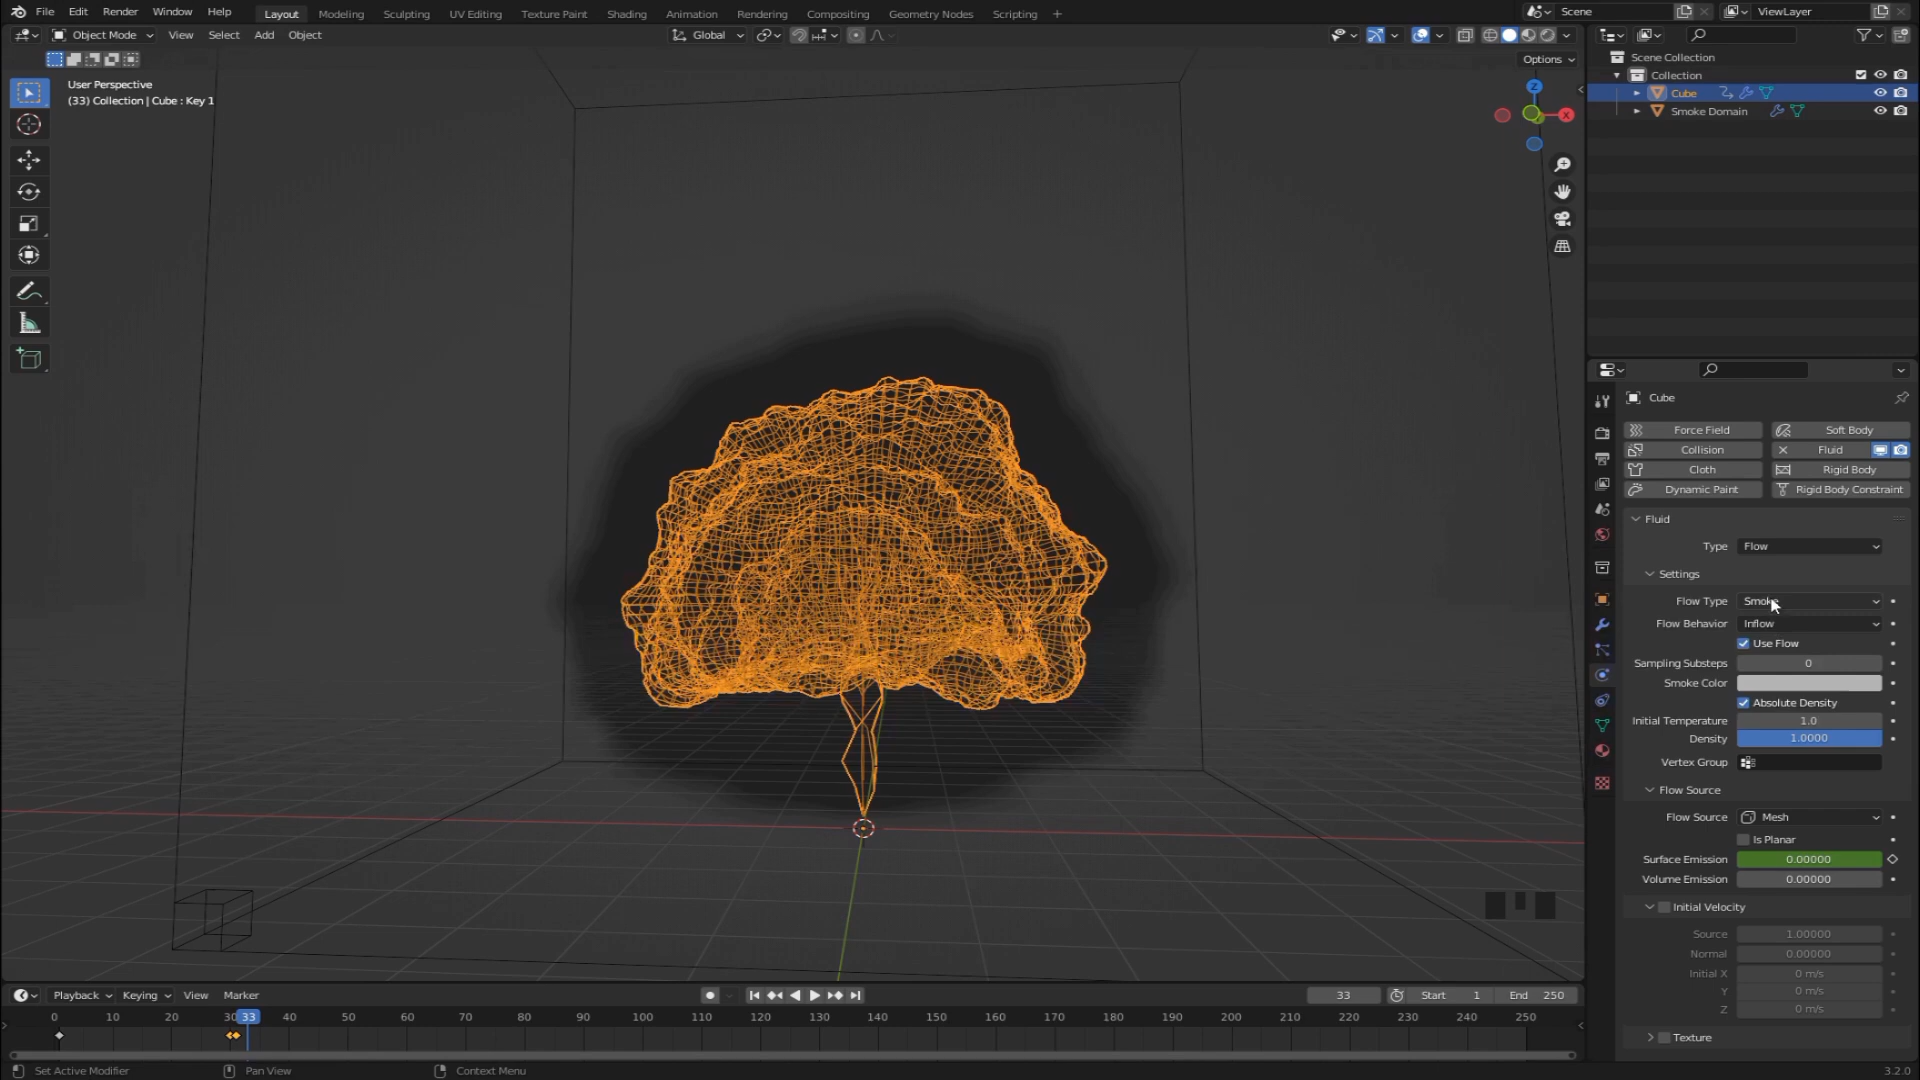 File Edit Render Window Help Layout Modeling Sculpting UV Editing Texture Paint Shading Animation Rendering Compositing Geometry Nodes Scripting + Scene ViewLayer
Object Mode View Select Add Object Global
Options
User Perspective
(33) Collection | Cube : Key 1
Z
X
Scene Collection
Collection
Cube
Smoke Domain
Cube
Force Field Soft Body
Collision Fluid
Cloth Rigid Body
Dynamic Paint Rigid Body Constraint
Fluid
Type Flow
Settings
Flow Type Smoke
Flow Behavior Inflow
Use Flow
Sampling Substeps 0
Smoke Color
Absolute Density
Initial Temperature 1.0
Density 1.0000
Vertex Group
Flow Source
Flow Source Mesh
Is Planar
Surface Emission 0.00000
Volume Emission 0.00000
Initial Velocity
Source 1.00000
Normal 0.00000
Initial X 0 m/s
Y 0 m/s
Z 0 m/s
Texture
Playback Keying View Marker 33 Start 1 End 250
0 10 20 30 33 40 50 60 70 80 90 100 110 120 130 140 150 160 170 180 190 200 210 220 230 240 250
Set Active Modifier Pan View Context Menu 3.2.0